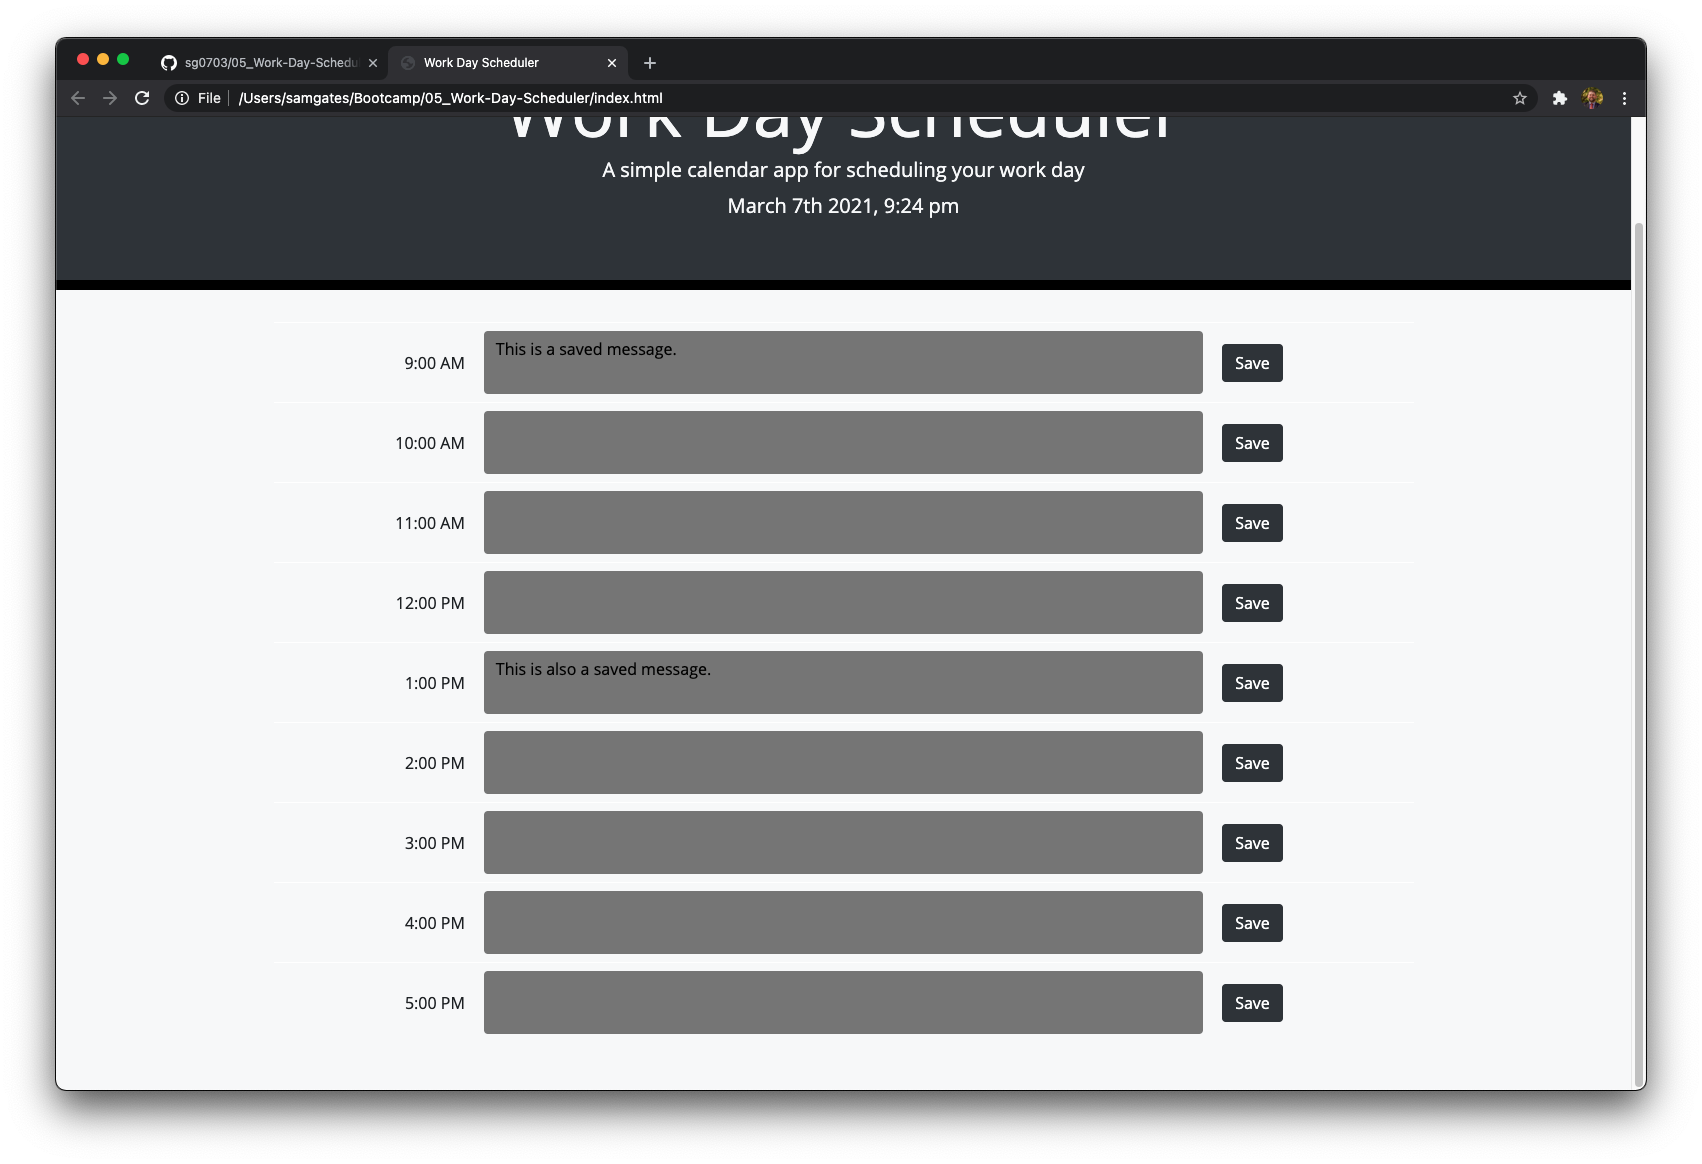 sg0703/05_Work-Day-Schedu
Work Day Scheduler
File /Users/samgates/Bootcamp/05_Work-Day-Scheduler/index.html
Work Day Scheduler
A simple calendar app for scheduling your work day
March 7th 2021, 9:24 pm
9:00 AM This is a saved message. Save
10:00 AM Save
11:00 AM Save
12:00 PM Save
1:00 PM This is also a saved message. Save
2:00 PM Save
3:00 PM Save
4:00 PM Save
5:00 PM Save